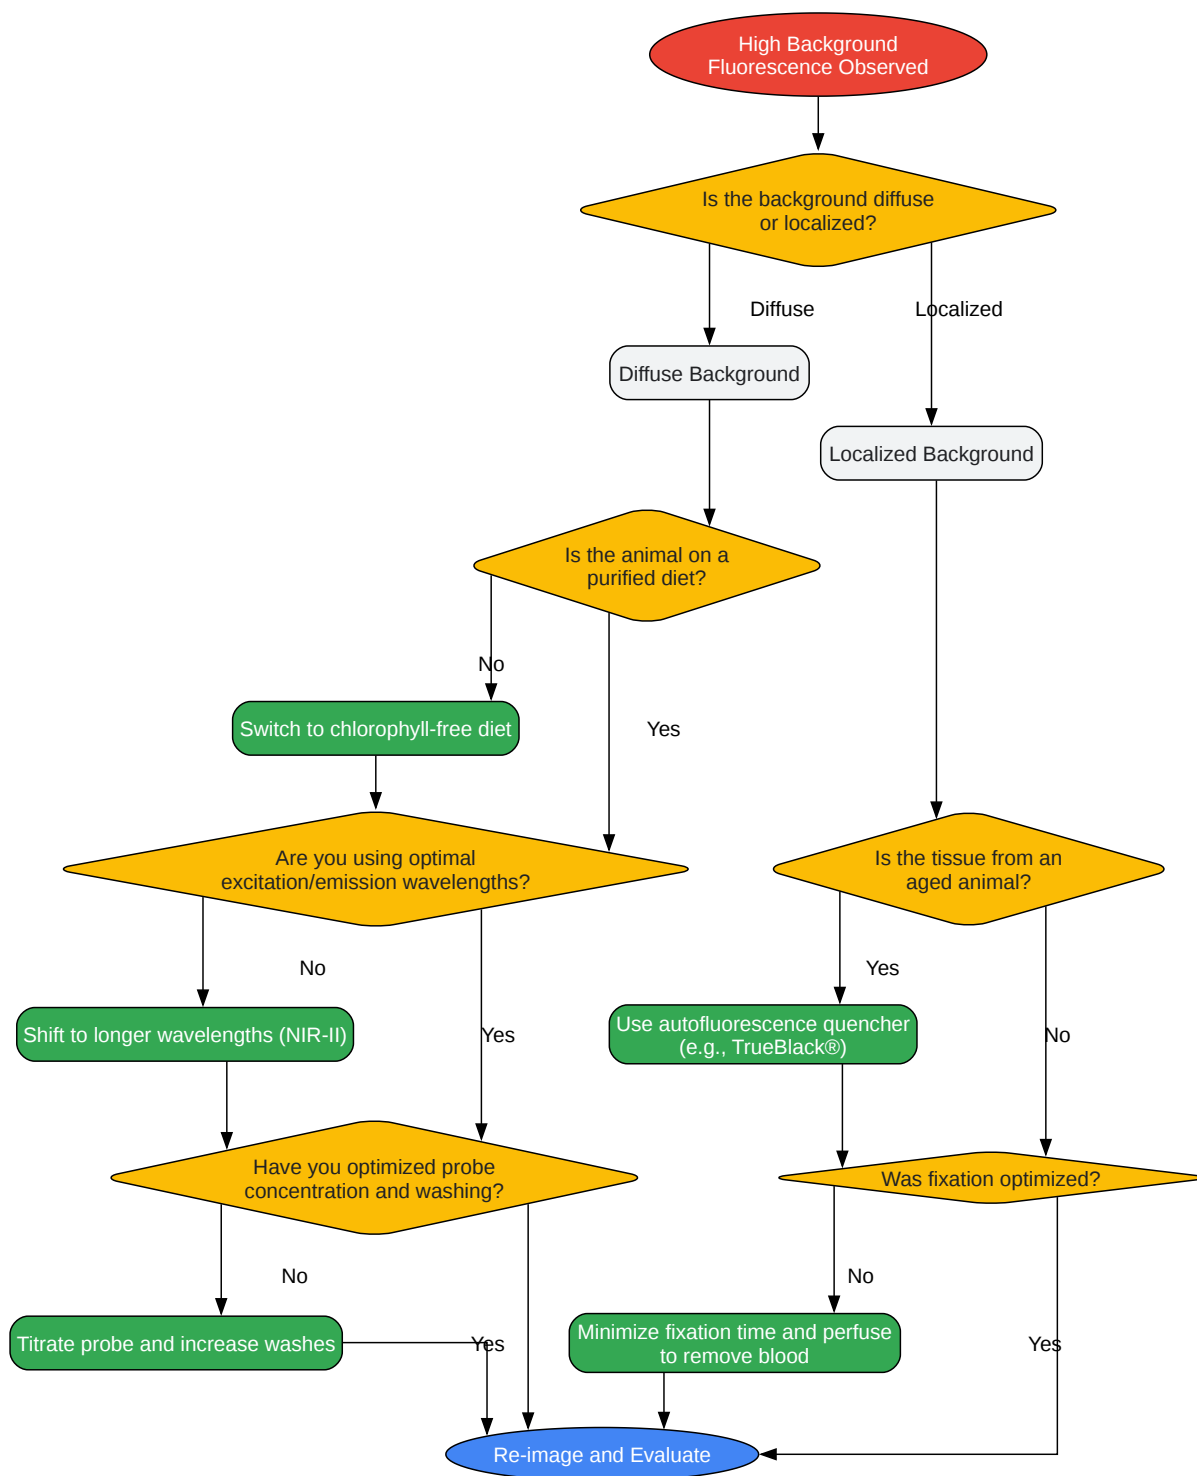 High Background
Fluorescence Observed
Is the background diffuse
or localized?
Diffuse
Localized
Diffuse Background
Localized Background
Is the animal on a
purified diet?
No
Switch to chlorophyll-free diet
Yes
Are you using optimal
excitation/emission wavelengths?
Is the tissue from an
aged animal?
No
Yes
Shift to longer wavelengths (NIR-II)
Yes
Use autofluorescence quencher
(e.g., TrueBlack®)
No
Have you optimized probe
concentration and washing?
Was fixation optimized?
No
No
Titrate probe and increase washes
Yes
Minimize fixation time and perfuse
to remove blood
Yes
Re-image and Evaluate